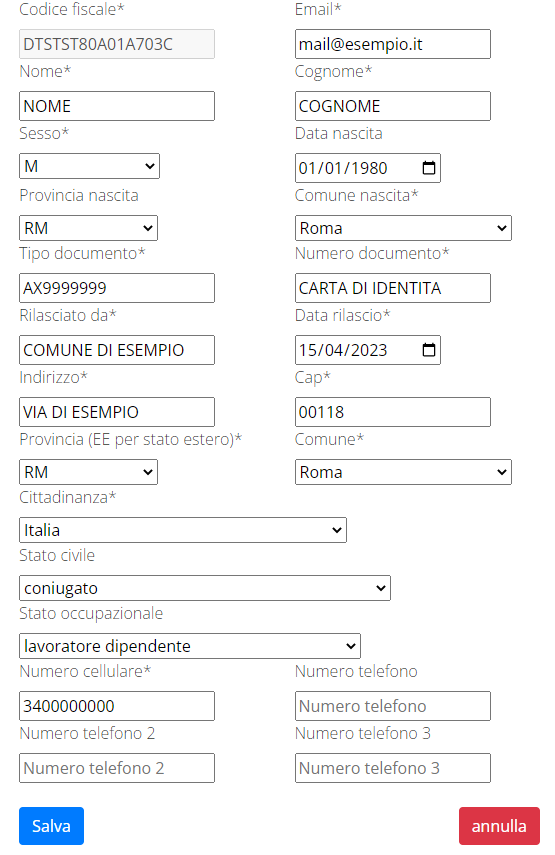 Codice fiscale* Email*
DTSTST80A01A703C mail@esempio.it
Nome* Cognome*
NOME COGNOME
Sesso* Data nascita
M 01/01/1980
Provincia nascita Comune nascita*
RM Roma
Tipo documento* Numero documento*
AX9999999 CARTA DI IDENTITA
Rilasciato da* Data rilascio*
COMUNE DI ESEMPIO 15/04/2023
Indirizzo* Cap*
VIA DI ESEMPIO 00118
Provincia (EE per stato estero)* Comune*
RM Roma
Cittadinanza*
Italia
Stato civile
coniugato
Stato occupazionale
lavoratore dipendente
Numero cellulare* Numero telefono
3400000000 Numero telefono
Numero telefono 2 Numero telefono 3
Numero telefono 2 Numero telefono 3
Salva annulla